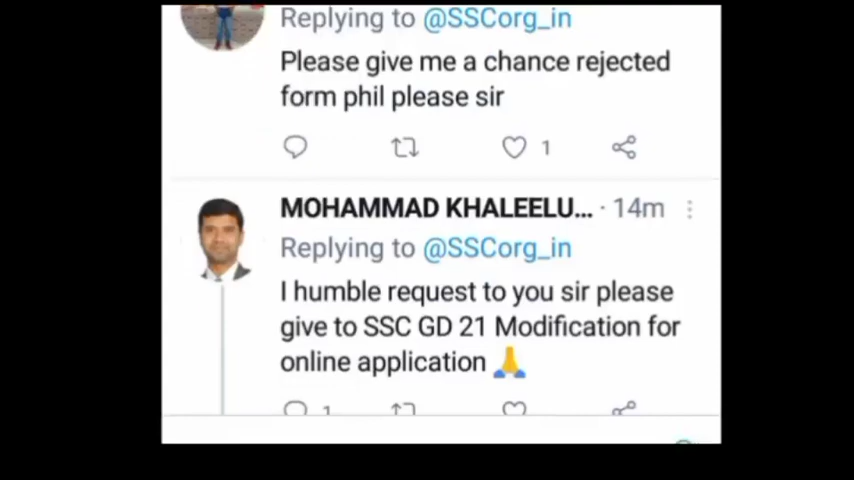 Replying to @SSCorg_in
Please give me a chance rejected
form phil please sir
1
MOHAMMAD KHALEELU... · 14m
Replying to @SSCorg_in
I humble request to you sir please
give to SSC GD 21 Modification for
online application 🙏
1